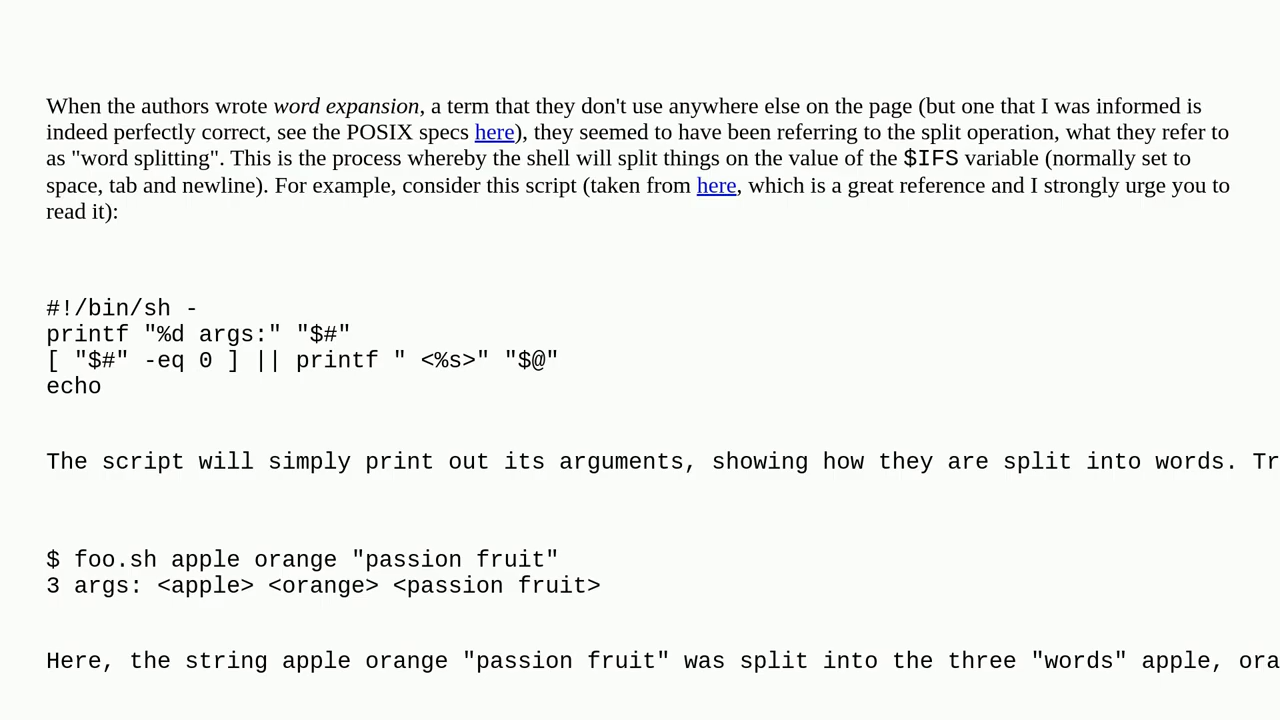 When the authors wrote word expansion, a term that they don't use anywhere else on the page (but one that I was informed is
indeed perfectly correct, see the POSIX specs here), they seemed to have been referring to the split operation, what they refer to
as "word splitting". This is the process whereby the shell will split things on the value of the $IFS variable (normally set to
space, tab and newline). For example, consider this script (taken from here, which is a great reference and I strongly urge you to
read it):
#!/bin/sh -
printf "%d args:" "$#"
[ "$#" -eq 0 ] || printf " <%s>" "$@"
echo
The script will simply print out its arguments, showing how they are split into words. Tr
$ foo.sh apple orange "passion fruit"
3 args: <apple> <orange> <passion fruit>
Here, the string apple orange "passion fruit" was split into the three "words" apple, ora